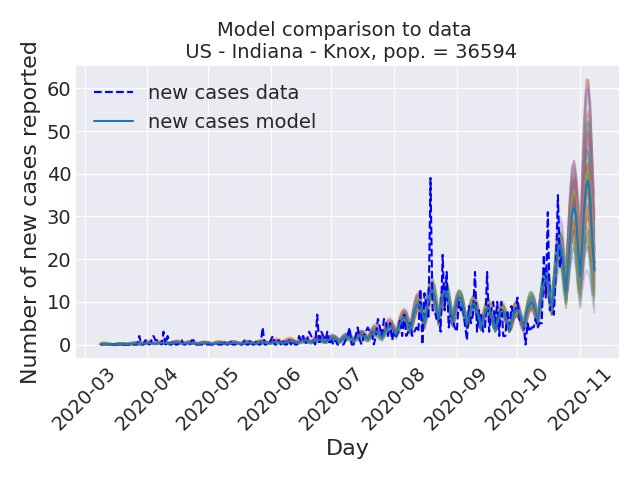 Model comparison to data
US - Indiana - Knox, pop. = 36594
Number of new cases reported
60
50
40
30
20
10
0
new cases data
new cases model
2020-03
2020-04
2020-05
2020-06
2020-07
2020-08
2020-09
2020-10
2020-11
Day